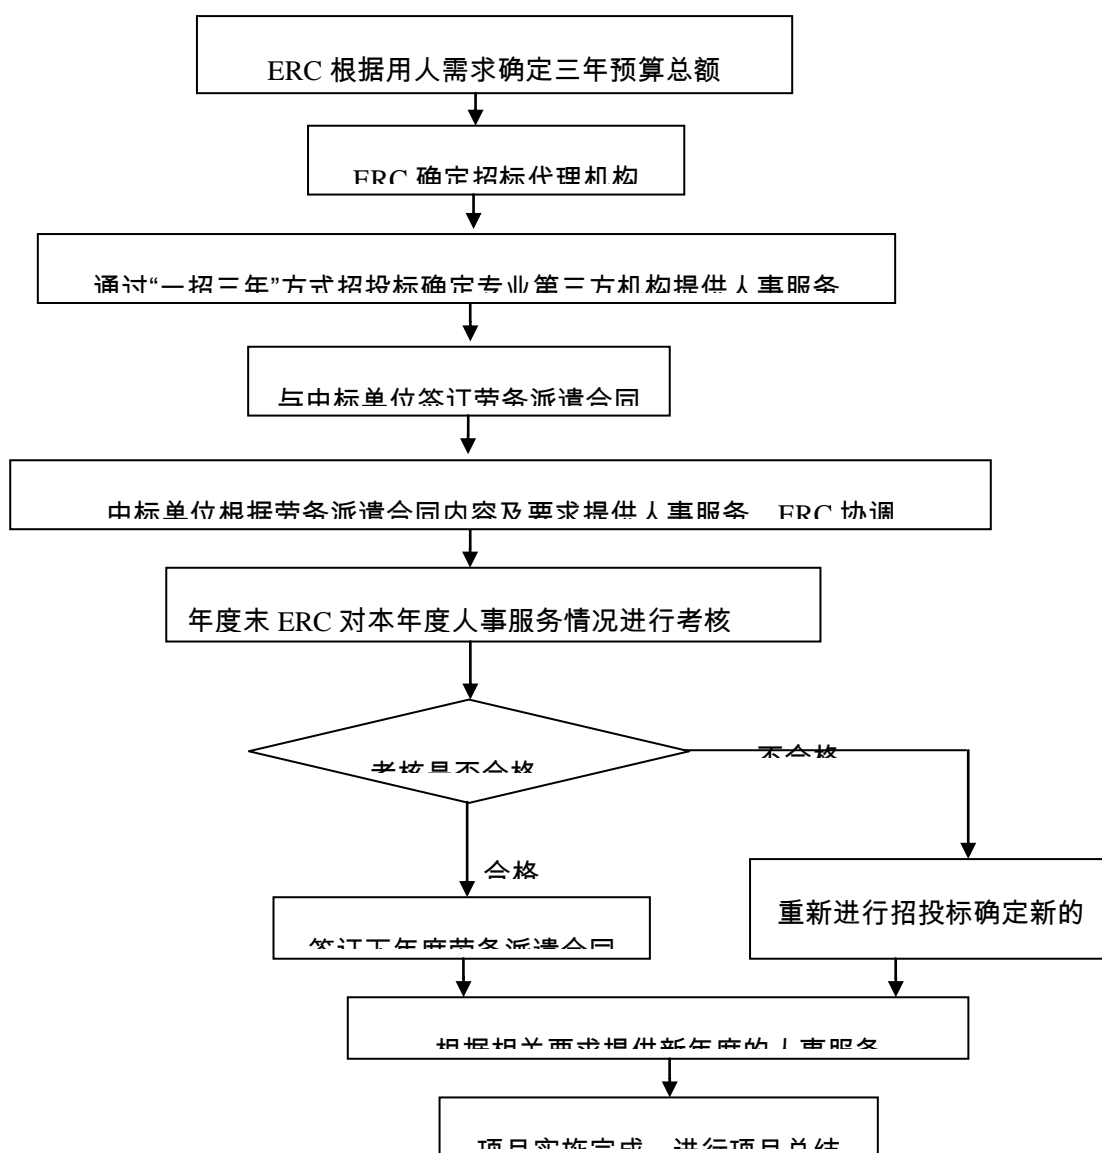 ERC 根据用人需求确定三年预算总额
ERC 确定招标代理机构
通过“一招三年”方式招投标确定专业第三方机构提供人事服务
与中标单位签订劳务派遣合同
中标单位根据劳务派遣合同内容及要求提供人事服务 ERC 协调
年度末 ERC 对本年度人事服务情况进行考核
考核是否合格
不合格
合格
重新进行招投标确定新的
签订下年度劳务派遣合同
根据相关要求提供新年度的人事服务
项目实施完成 进行项目总结